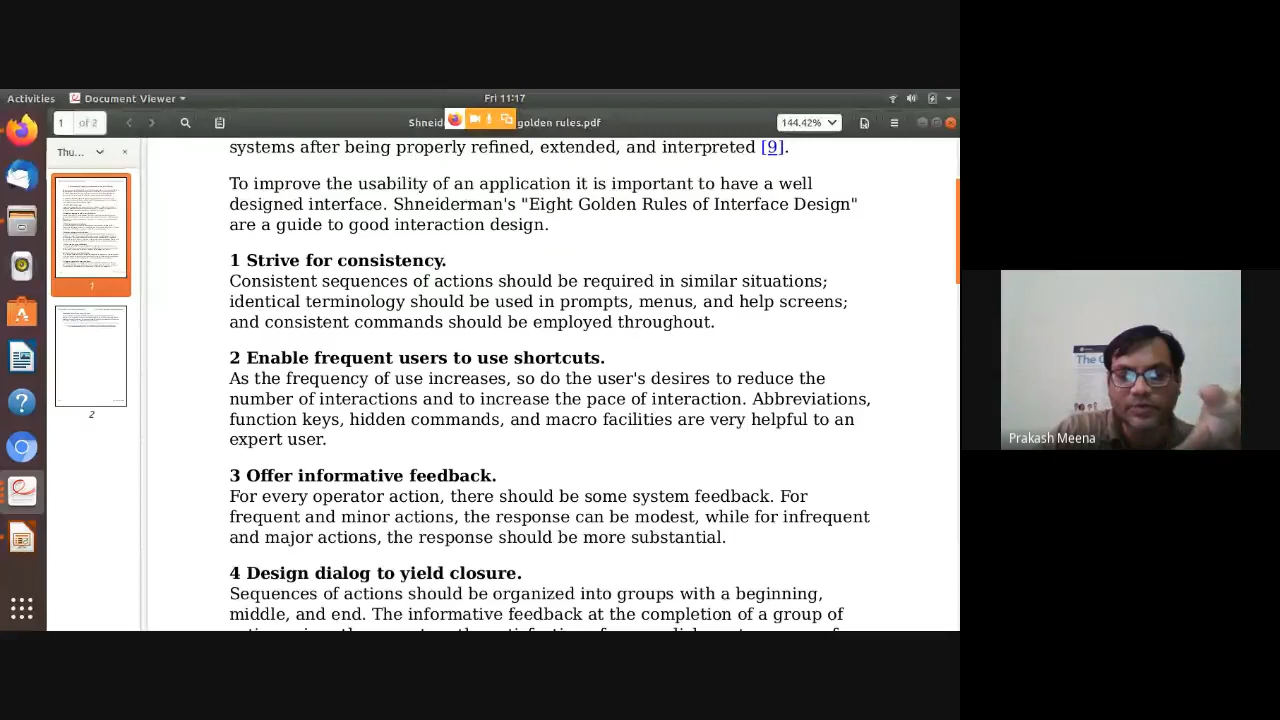 Activities
Document Viewer
Fri 11:17
1 of 2
golden rules.pdf
144.42%
Thu...
1
2
systems after being properly refined, extended, and interpreted [9].
To improve the usability of an application it is important to have a well
designed interface. Shneiderman's "Eight Golden Rules of Interface Design"
are a guide to good interaction design.
1 Strive for consistency.
Consistent sequences of actions should be required in similar situations;
identical terminology should be used in prompts, menus, and help screens;
and consistent commands should be employed throughout.
2 Enable frequent users to use shortcuts.
As the frequency of use increases, so do the user's desires to reduce the
number of interactions and to increase the pace of interaction. Abbreviations,
function keys, hidden commands, and macro facilities are very helpful to an
expert user.
3 Offer informative feedback.
For every operator action, there should be some system feedback. For
frequent and minor actions, the response can be modest, while for infrequent
and major actions, the response should be more substantial.
4 Design dialog to yield closure.
Sequences of actions should be organized into groups with a beginning,
middle, and end. The informative feedback at the completion of a group of
The
Prakash Meena